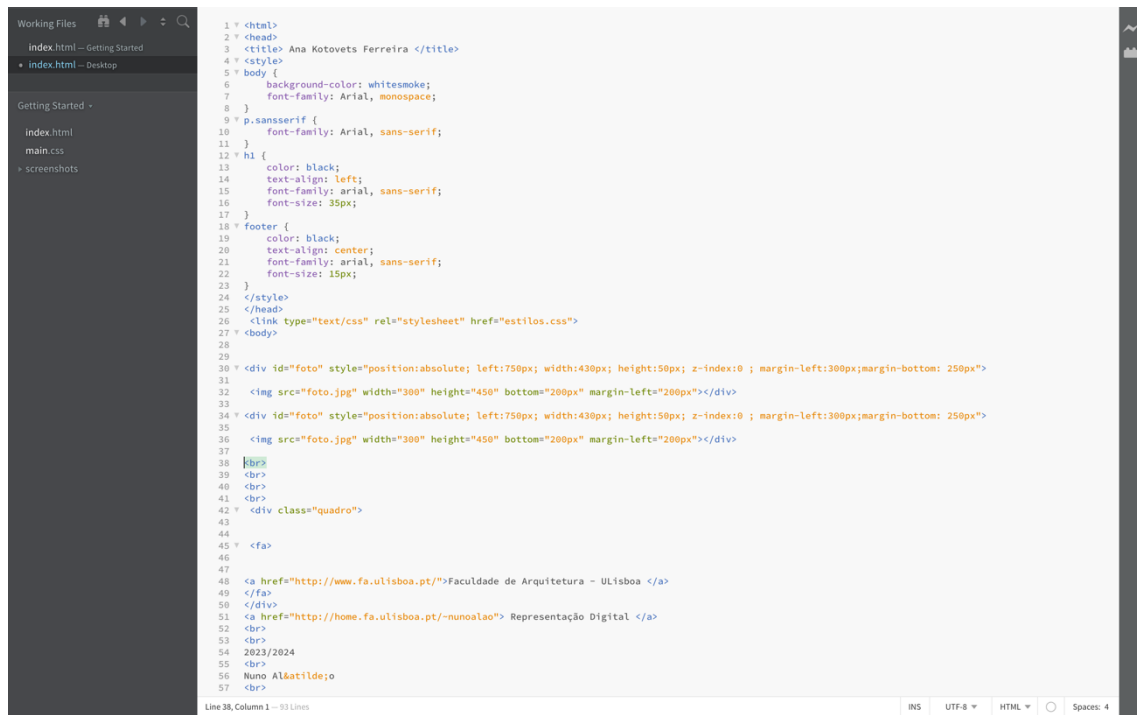 Working Files
index.html — Getting Started
• index.html — Desktop
Getting Started
index.html
main.css
screenshots
1 <html>
2 <head>
3 <title> Ana Kotovets Ferreira </title>
4 <style>
5 body {
6 background-color: whitesmoke;
7 font-family: Arial, monospace;
8 }
9 p.sansserif {
10 font-family: Arial, sans-serif;
11 }
12 h1 {
13 color: black;
14 text-align: left;
15 font-family: arial, sans-serif;
16 font-size: 35px;
17 }
18 footer {
19 color: black;
20 text-align: center;
21 font-family: arial, sans-serif;
22 font-size: 15px;
23 }
24 </style>
25 </head>
26 <link type="text/css" rel="stylesheet" href="estilos.css">
27 <body>
28
29
30 <div id="foto" style="position:absolute; left:750px; width:430px; height:50px; z-index:0 ; margin-left:300px;margin-bottom: 250px">
31
32 <img src="foto.jpg" width="300" height="450" bottom="200px" margin-left="200px"></div>
33
34 <div id="foto" style="position:absolute; left:750px; width:430px; height:50px; z-index:0 ; margin-left:300px;margin-bottom: 250px">
35
36 <img src="foto.jpg" width="300" height="450" bottom="200px" margin-left="200px"></div>
37
38 <br>
39 <br>
40 <br>
41 <br>
42 <div class="quadro">
43
44
45 <fa>
46
47
48 <a href="http://www.fa.ulisboa.pt/">Faculdade de Arquitetura - ULisboa </a>
49 </fa>
50 </div>
51 <a href="http://home.fa.ulisboa.pt/~nunoalao"> Representação Digital </a>
52 <br>
53 <br>
54 2023/2024
55 <br>
56 Nuno Al&atilde;o
57 <br>
Line 38, Column 1 — 93 Lines
INS
UTF-8
HTML
Spaces: 4